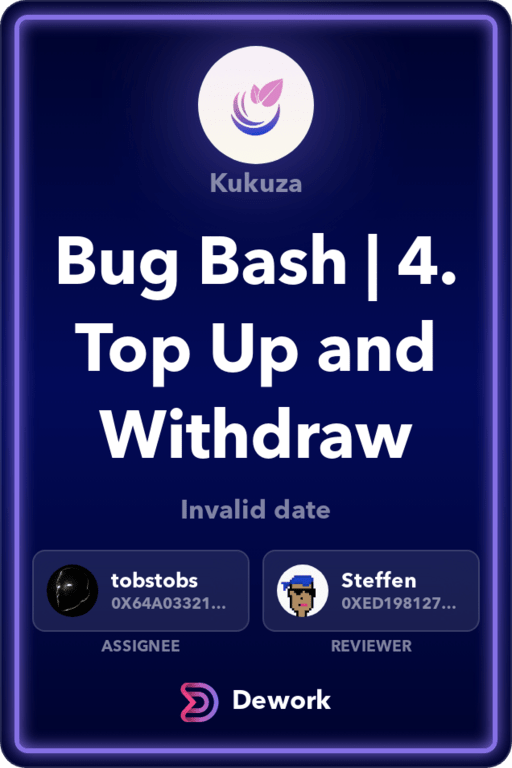 Kukuza
Bug Bash | 4.
Top Up and
Withdraw
Invalid date
tobstobs
0X64A03321...
Steffen
0XED198127...
ASSIGNEE
REVIEWER
Dework